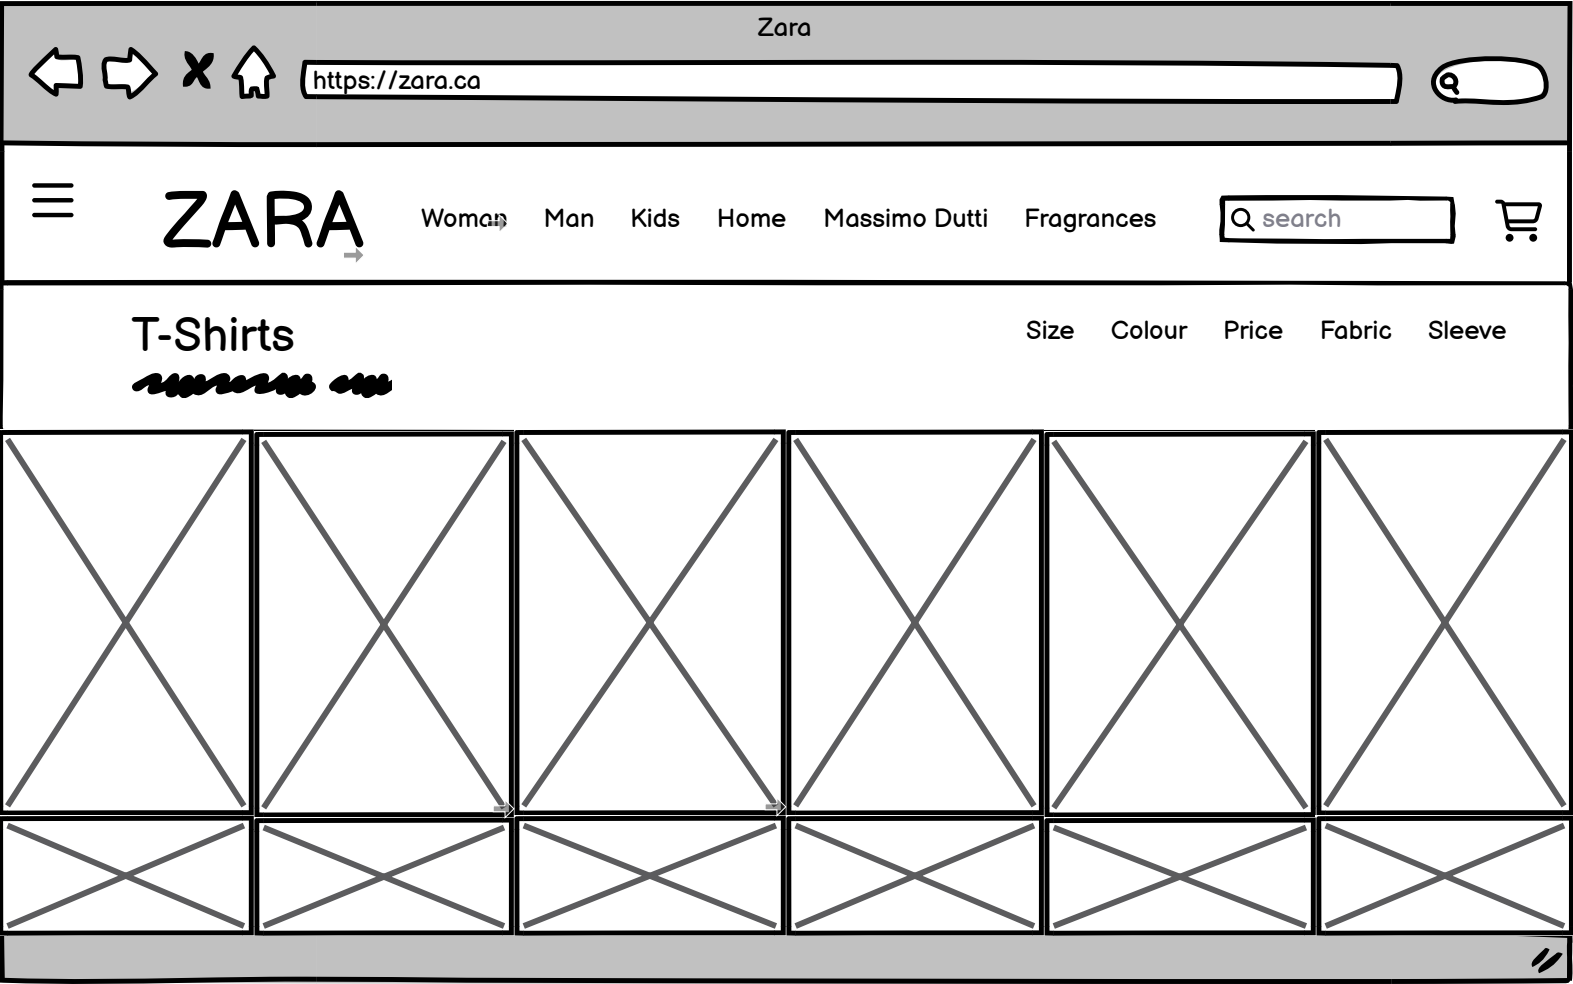 Zara
https://zara.ca
ZARA Woman Man Kids Home Massimo Dutti Fragrances search
T-Shirts Size Colour Price Fabric Sleeve